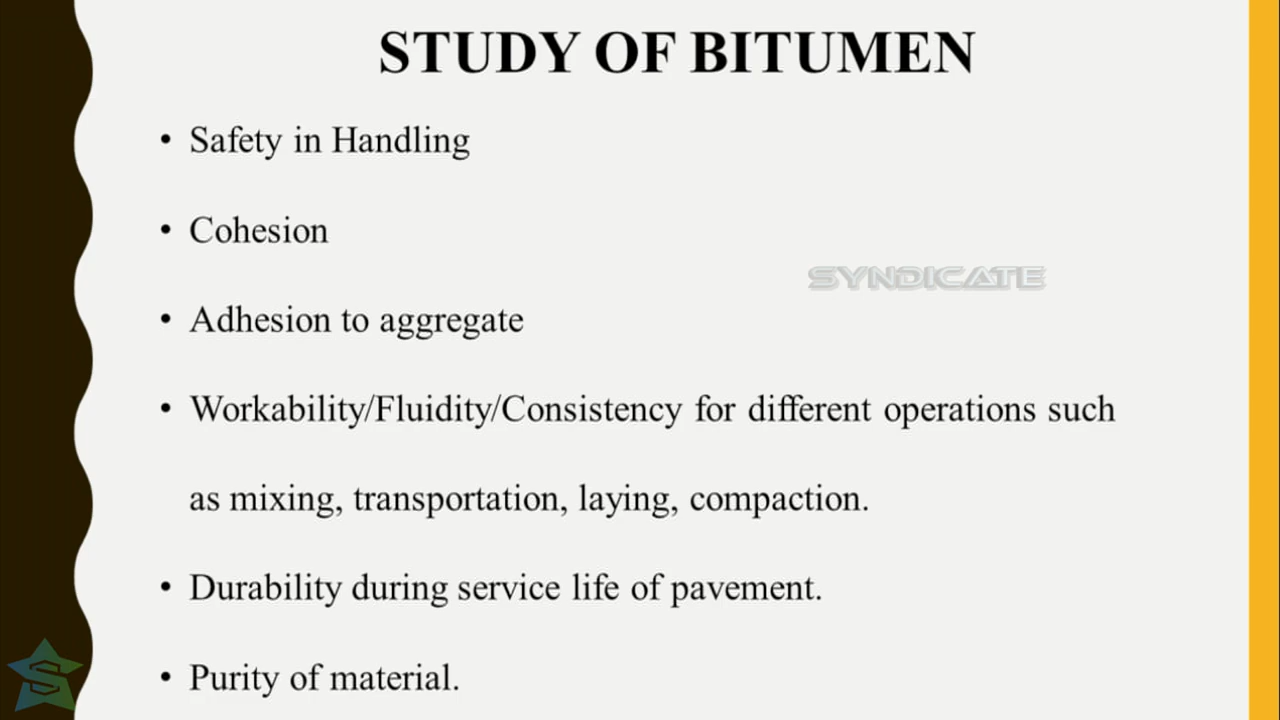 STUDY OF BITUMEN
• Safety in Handling
• Cohesion
SYNDICATE
• Adhesion to aggregate
• Workability/Fluidity/Consistency for different operations such
as mixing, transportation, laying, compaction.
• Durability during service life of pavement.
• Purity of material.
S